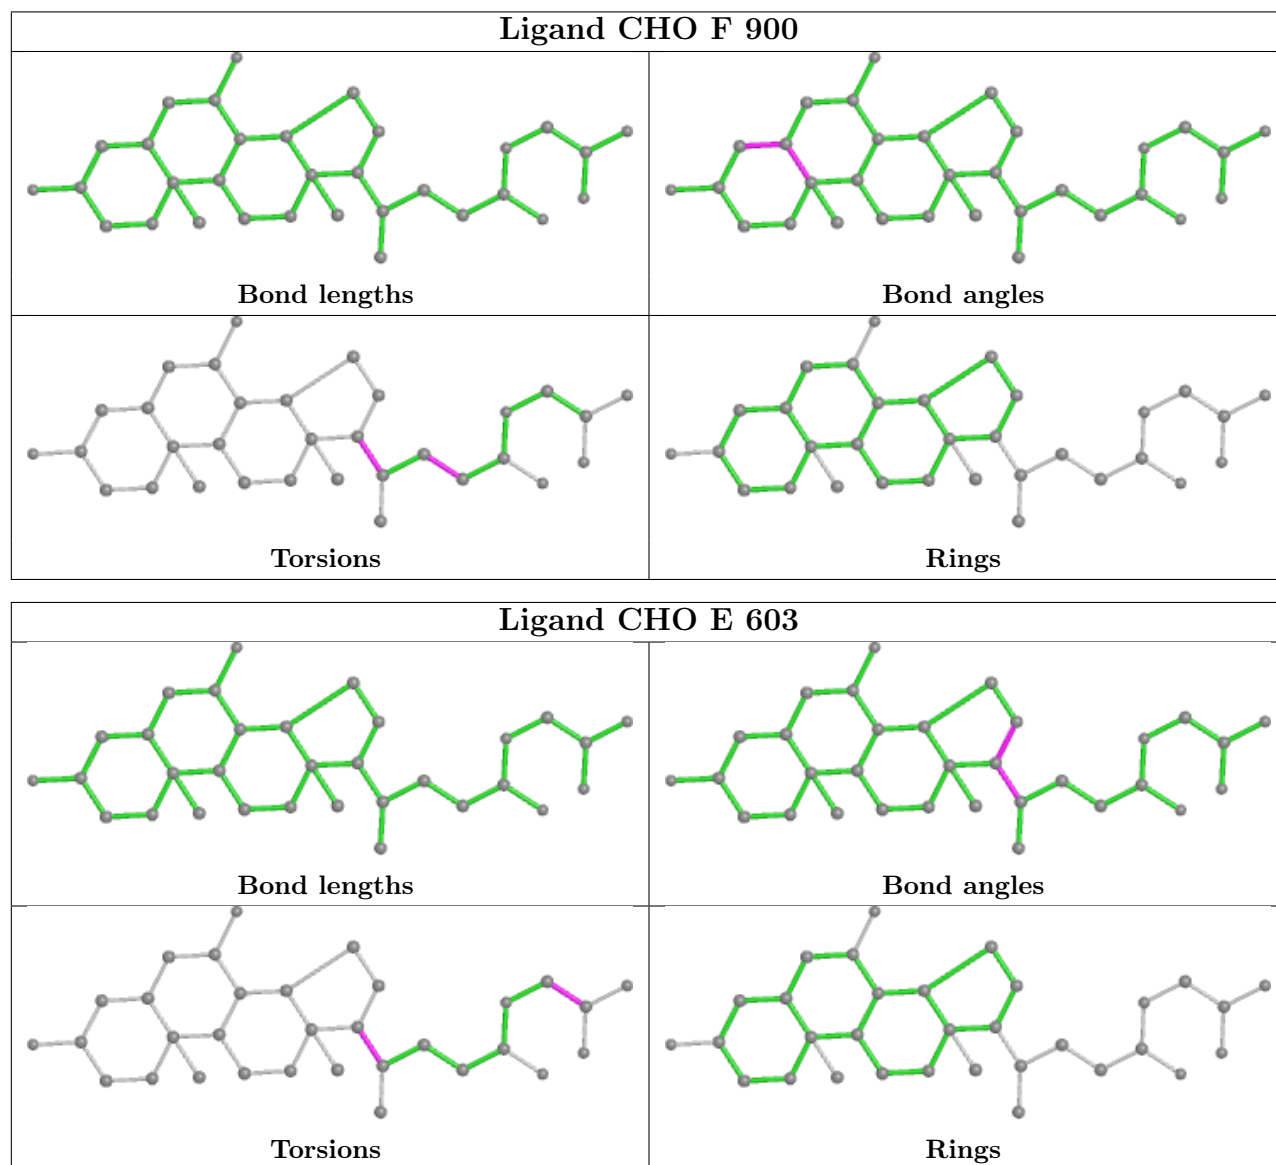 Ligand CHO F 900
Bond lengths
Bond angles
Torsions
Rings
Ligand CHO E 603
Bond lengths
Bond angles
Torsions
Rings